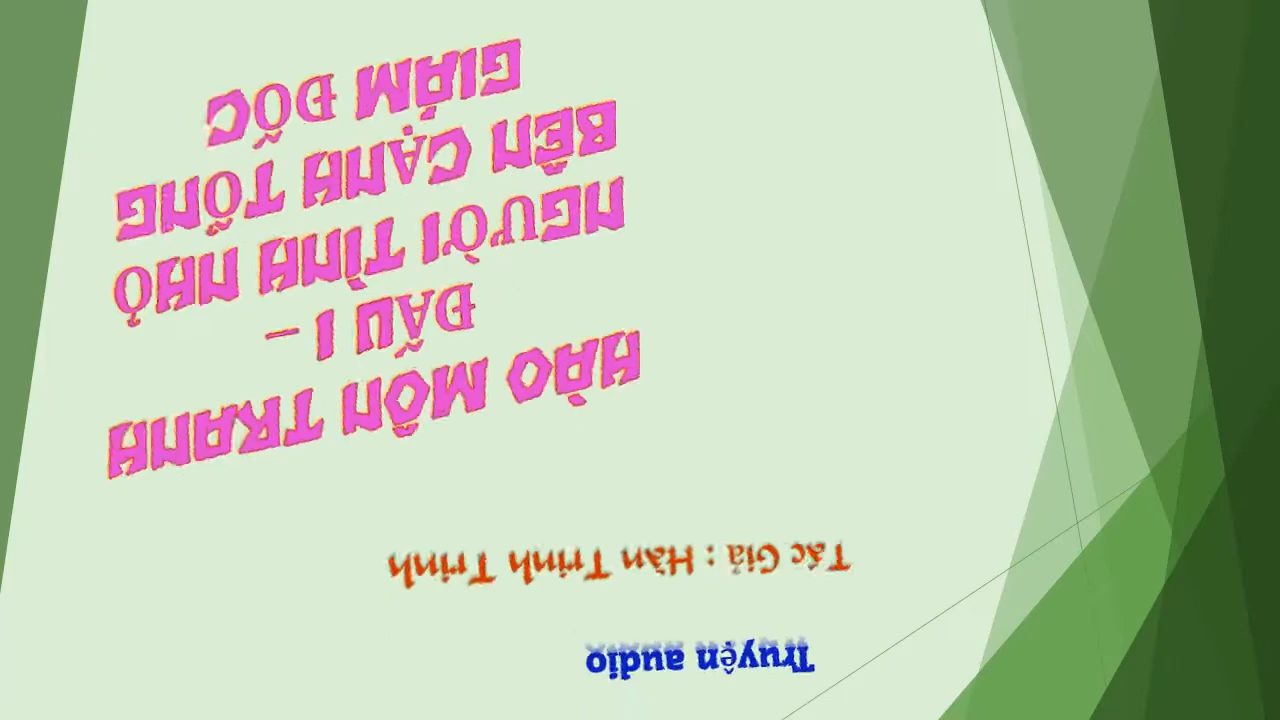 Truyện audio
Tác Giả : Hàn Trinh Trinh
HÀO MÔN TRANH
ĐẤU I –
NGƯỜI TÌNH NHỎ
BÊN CẠNH TỔNG
GIÁM ĐỐC